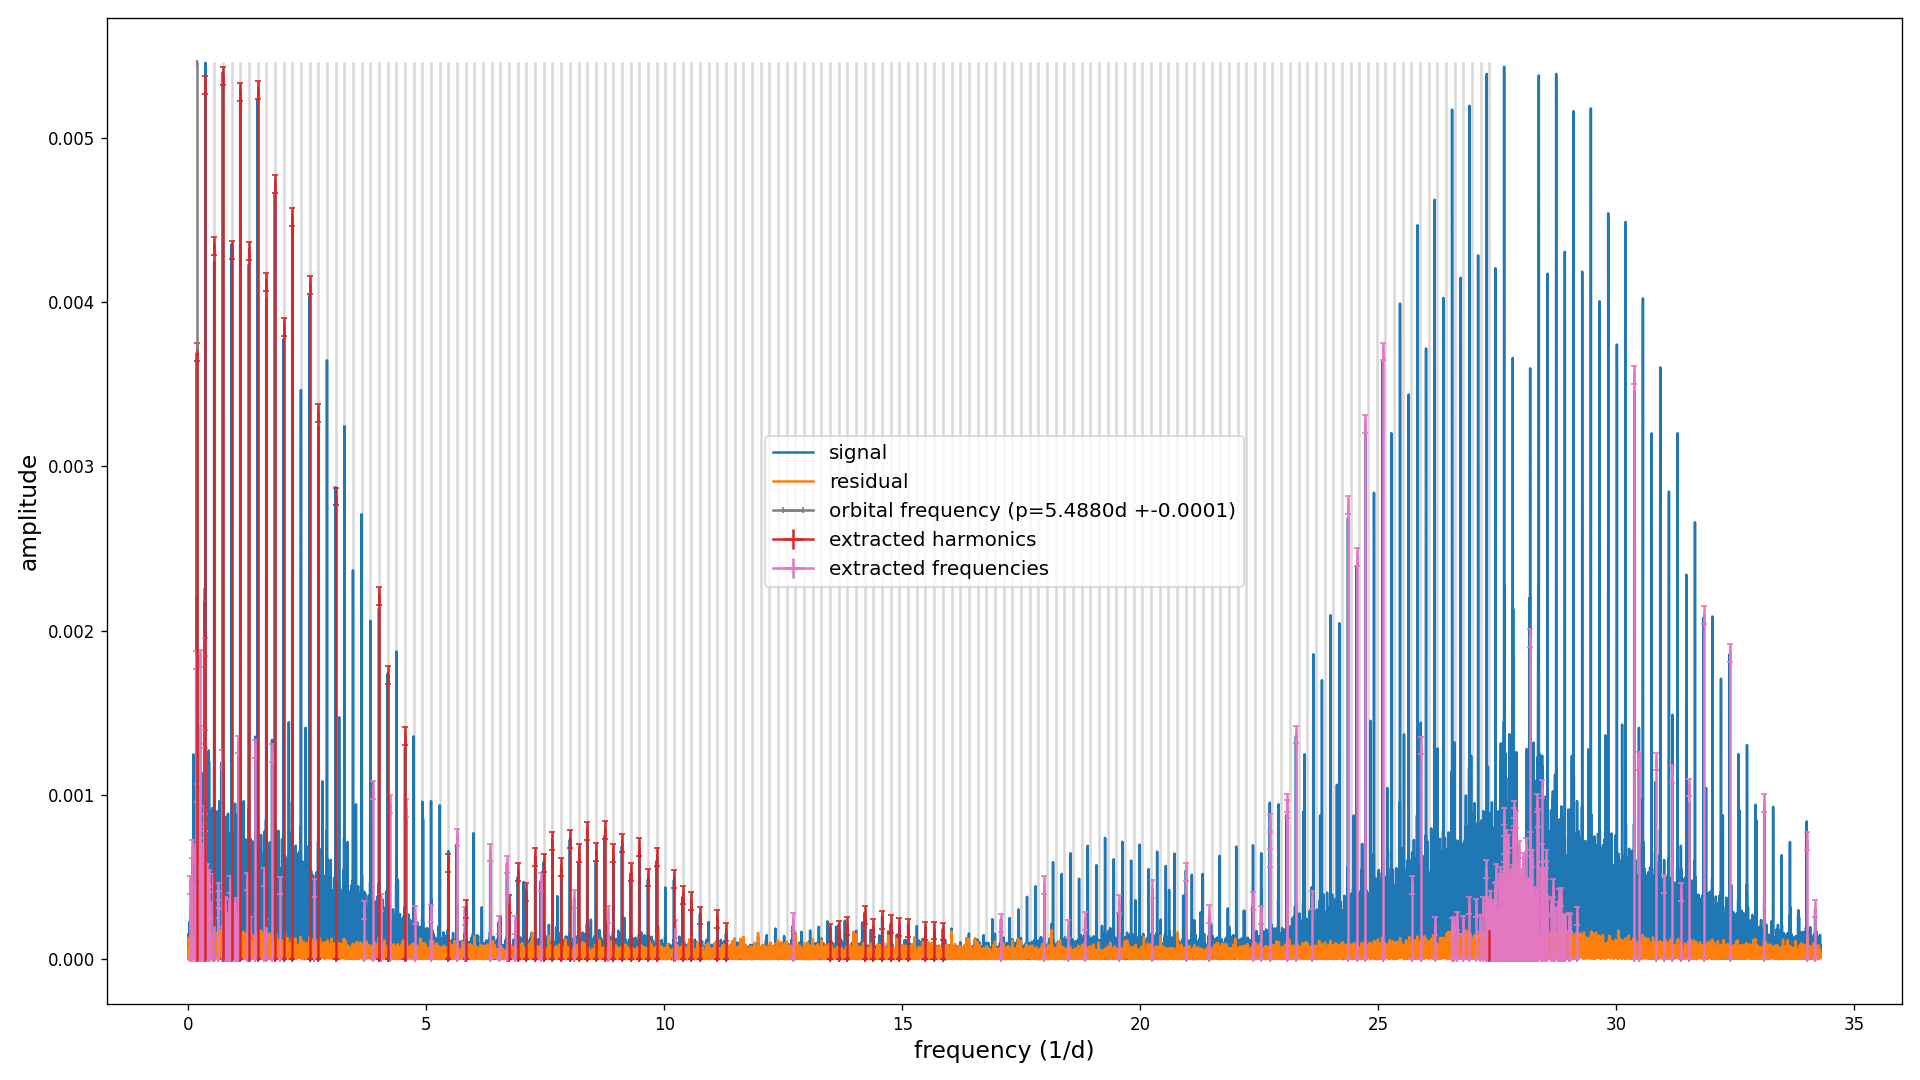 0.005
0.004
0.003
0.002
0.001
0.000
amplitude
signal
residual
orbital frequency (p=5.4880d +-0.0001)
extracted harmonics
extracted frequencies
0 5 10 15 20 25 30 35
frequency (1/d)